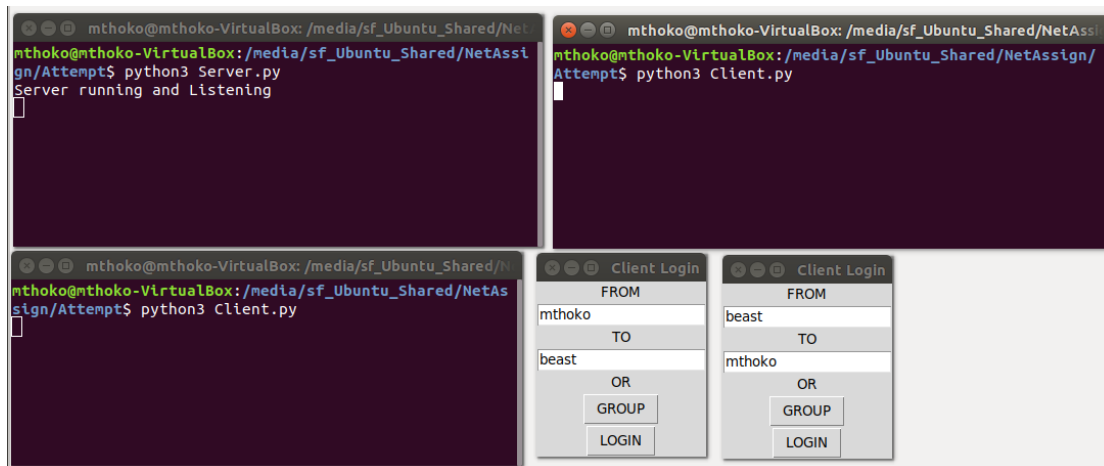 mthoko@mthoko-VirtualBox: /media/sf_Ubuntu_Shared/Net
mthoko@mthoko-VirtualBox:/media/sf_Ubuntu_Shared/NetAssi
gn/Attempt$ python3 Server.py
Server running and Listening
mthoko@mthoko-VirtualBox: /media/sf_Ubuntu_Shared/NetAssi
mthoko@mthoko-VirtualBox:/media/sf_Ubuntu_Shared/NetAssign/
Attempt$ python3 Client.py
mthoko@mthoko-VirtualBox: /media/sf_Ubuntu_Shared/N
mthoko@mthoko-VirtualBox:/media/sf_Ubuntu_Shared/NetAs
sign/Attempt$ python3 Client.py
Client Login
FROM
mthoko
TO
beast
OR
GROUP
LOGIN
Client Login
FROM
beast
TO
mthoko
OR
GROUP
LOGIN